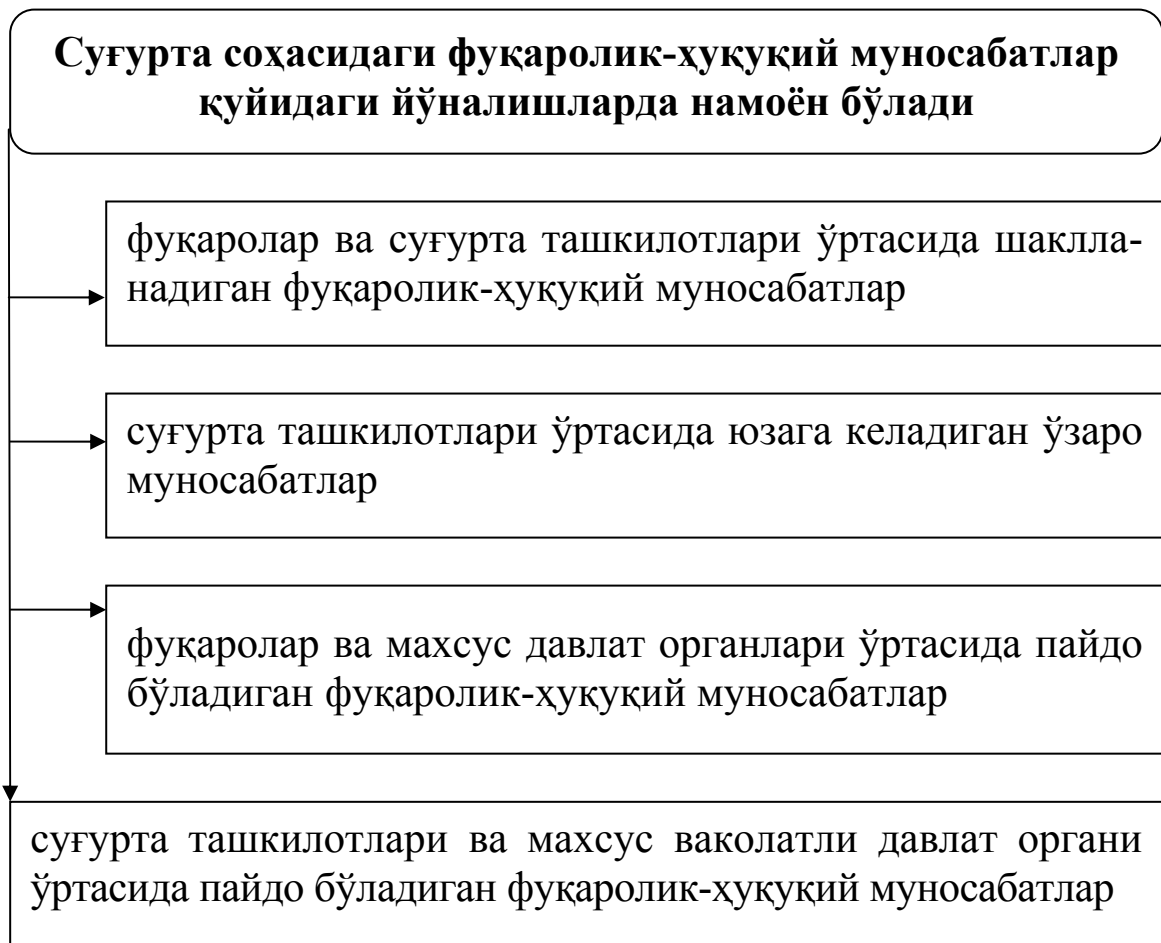 Суғурта соҳасидаги фуқаролик-ҳуқуқий муносабатлар
қуйидаги йўналишларда намоён бўлади
фуқаролар ва суғурта ташкилотлари ўртасида шаклла-
надиган фуқаролик-ҳуқуқий муносабатлар
суғурта ташкилотлари ўртасида юзага келадиган ўзаро
муносабатлар
фуқаролар ва махсус давлат органлари ўртасида пайдо
бўладиган фуқаролик-ҳуқуқий муносабатлар
суғурта ташкилотлари ва махсус ваколатли давлат органи
ўртасида пайдо бўладиган фуқаролик-ҳуқуқий муносабатлар